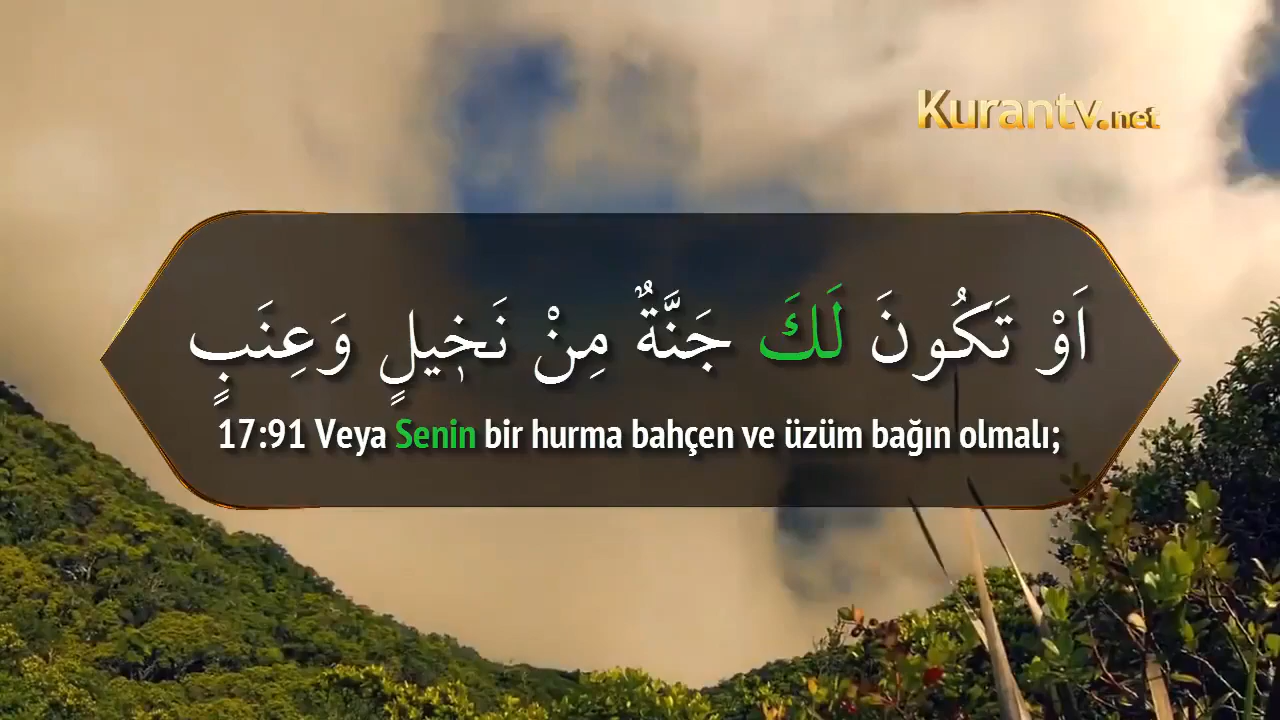 Kurantv.net
اَوْ تَكُونَ لَكَ جَنَّةٌ مِنْ نَخٖيلٍ وَعِنَبٍ
17:91 Veya Senin bir hurma bahçen ve üzüm bağın olmalı;